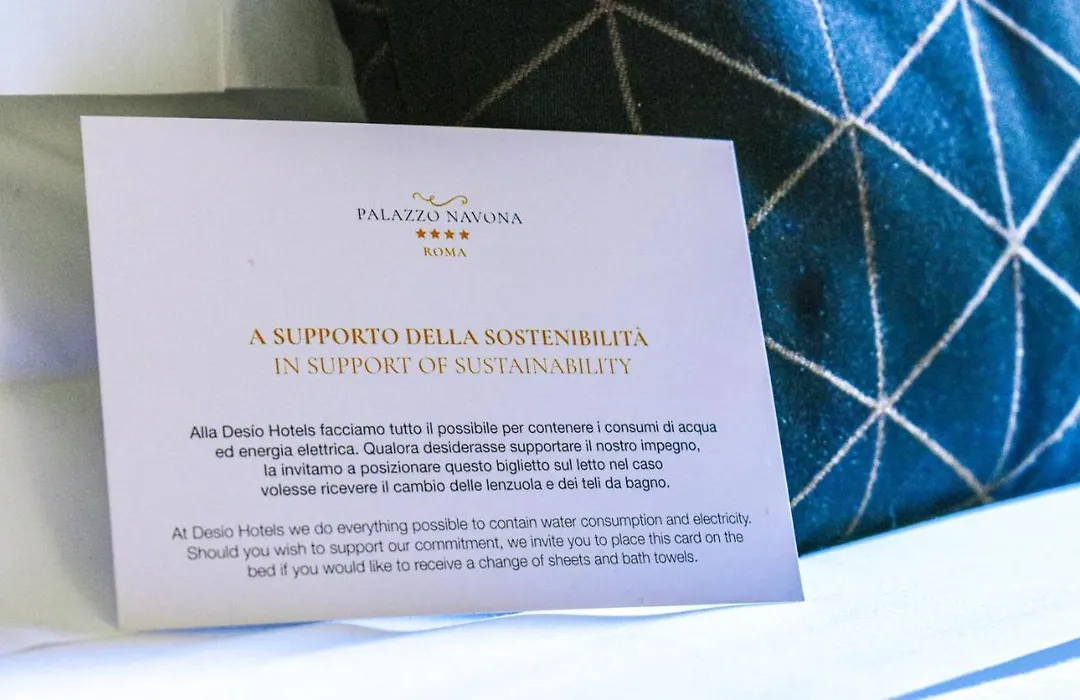 PALAZZO NAVONA
★★★★
ROMA
A SUPPORTO DELLA SOSTENIBILITÀ
IN SUPPORT OF SUSTAINABILITY
Alla Desío Hotels facciamo tutto il possibile per contenere i consumi di acqua
ed energia elettrica. Qualora desiderasse supportare il nostro impegno,
la invitamo a posizionare questo biglietto sul letto nel caso
volesse ricevere il cambio delle lenzuola e dei teli da bagno.
At Desío Hotels we do everything possible to contain water consumption and electricity.
Should you wish to support our commitment, we invite you to place this card on the
bed if you would like to receive a change of sheets and bath towels.